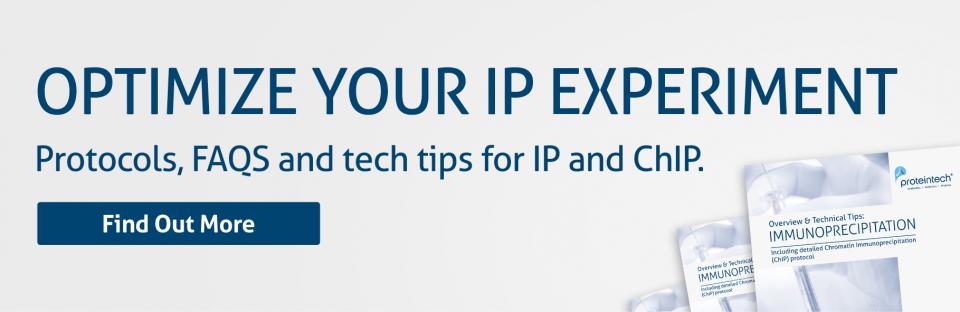 OPTIMIZE YOUR IP EXPERIMENT
Protocols, FAQS and tech tips for IP and ChIP.
Find Out More
proteintech®
Overview & Technical Tips:
IMMUNOPRECIPITATION
Including detailed Chromatin Immunoprecipitation
(ChIP) protocol
Overview & Technical
IMMUNOPRE
Including detailed Chroma
(ChIP) protocol